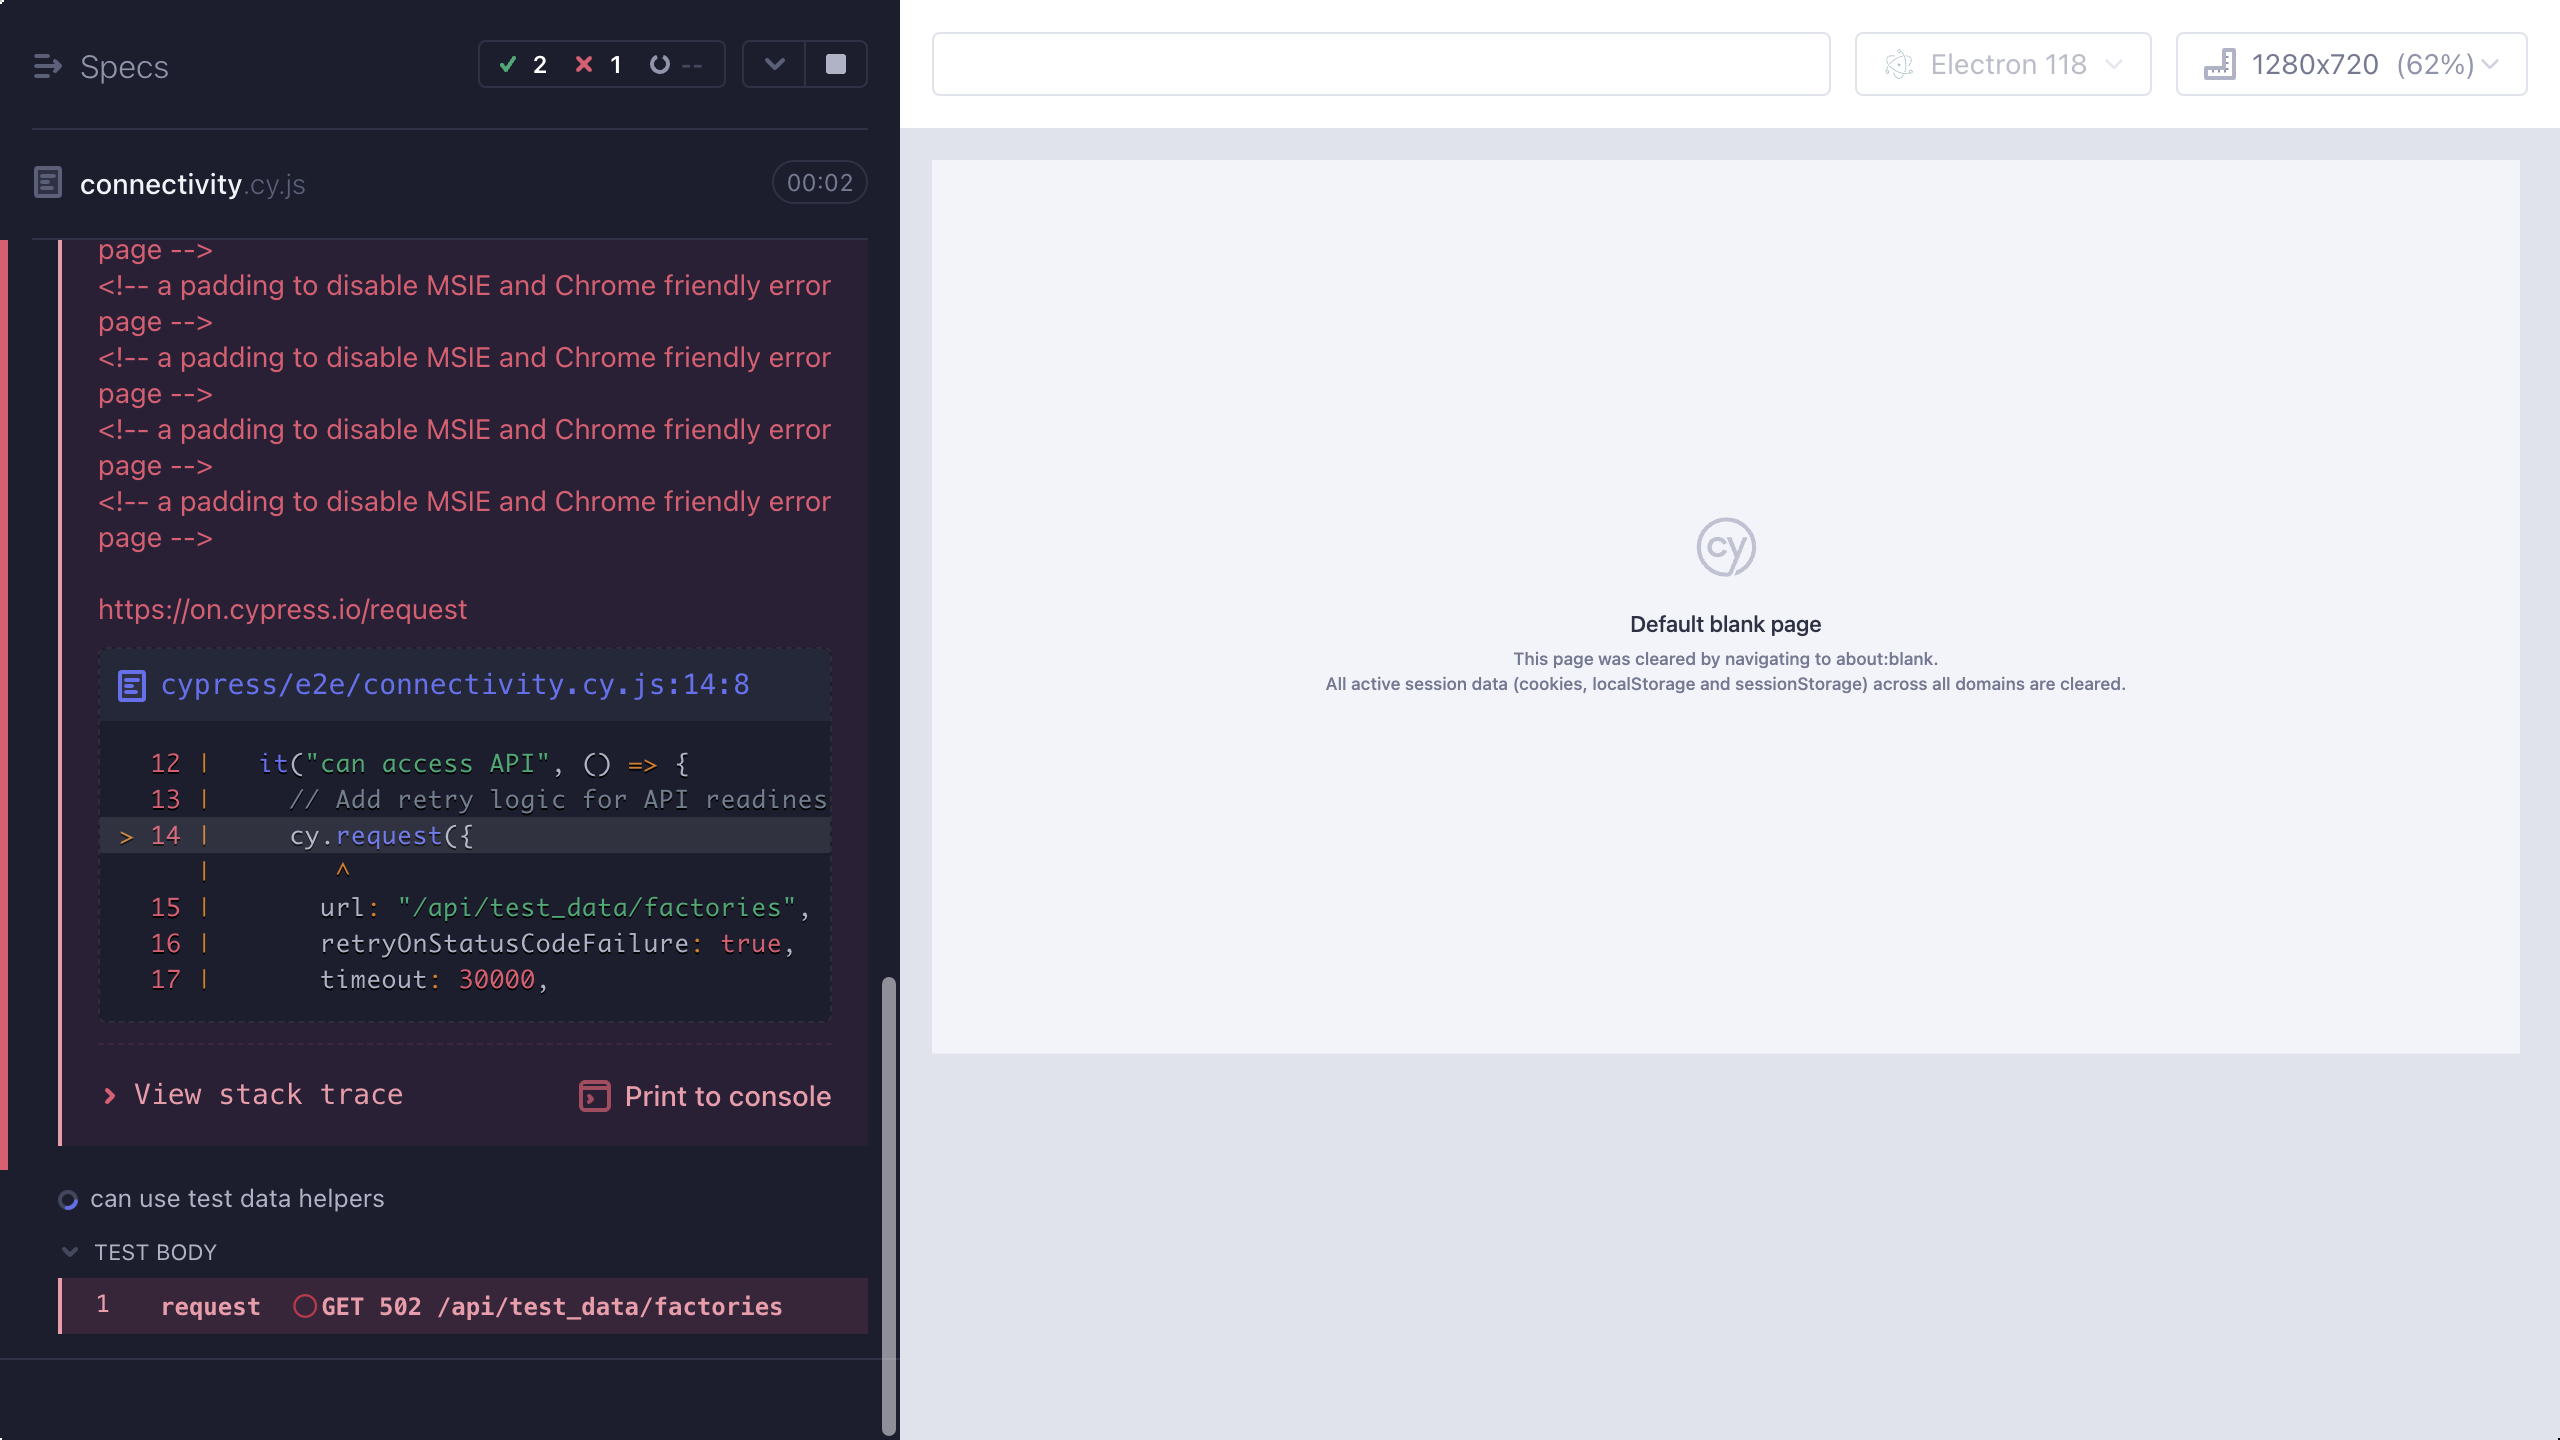 Specs
2
1
--
connectivity.cy.js
00:02
page -->
<!-- a padding to disable MSIE and Chrome friendly error
page -->
<!-- a padding to disable MSIE and Chrome friendly error
page -->
<!-- a padding to disable MSIE and Chrome friendly error
page -->
<!-- a padding to disable MSIE and Chrome friendly error
page -->
https://on.cypress.io/request
cypress/e2e/connectivity.cy.js:14:8
12 |   it("can access API", () => {
13 |     // Add retry logic for API readines
> 14 |     cy.request({
|        ^
15 |       url: "/api/test_data/factories",
16 |       retryOnStatusCodeFailure: true,
17 |       timeout: 30000,
View stack trace
Print to console
can use test data helpers
TEST BODY
1 request GET 502 /api/test_data/factories
Electron 118
1280x720 (62%)
cy
Default blank page
This page was cleared by navigating to about:blank.
All active session data (cookies, localStorage and sessionStorage) across all domains are cleared.